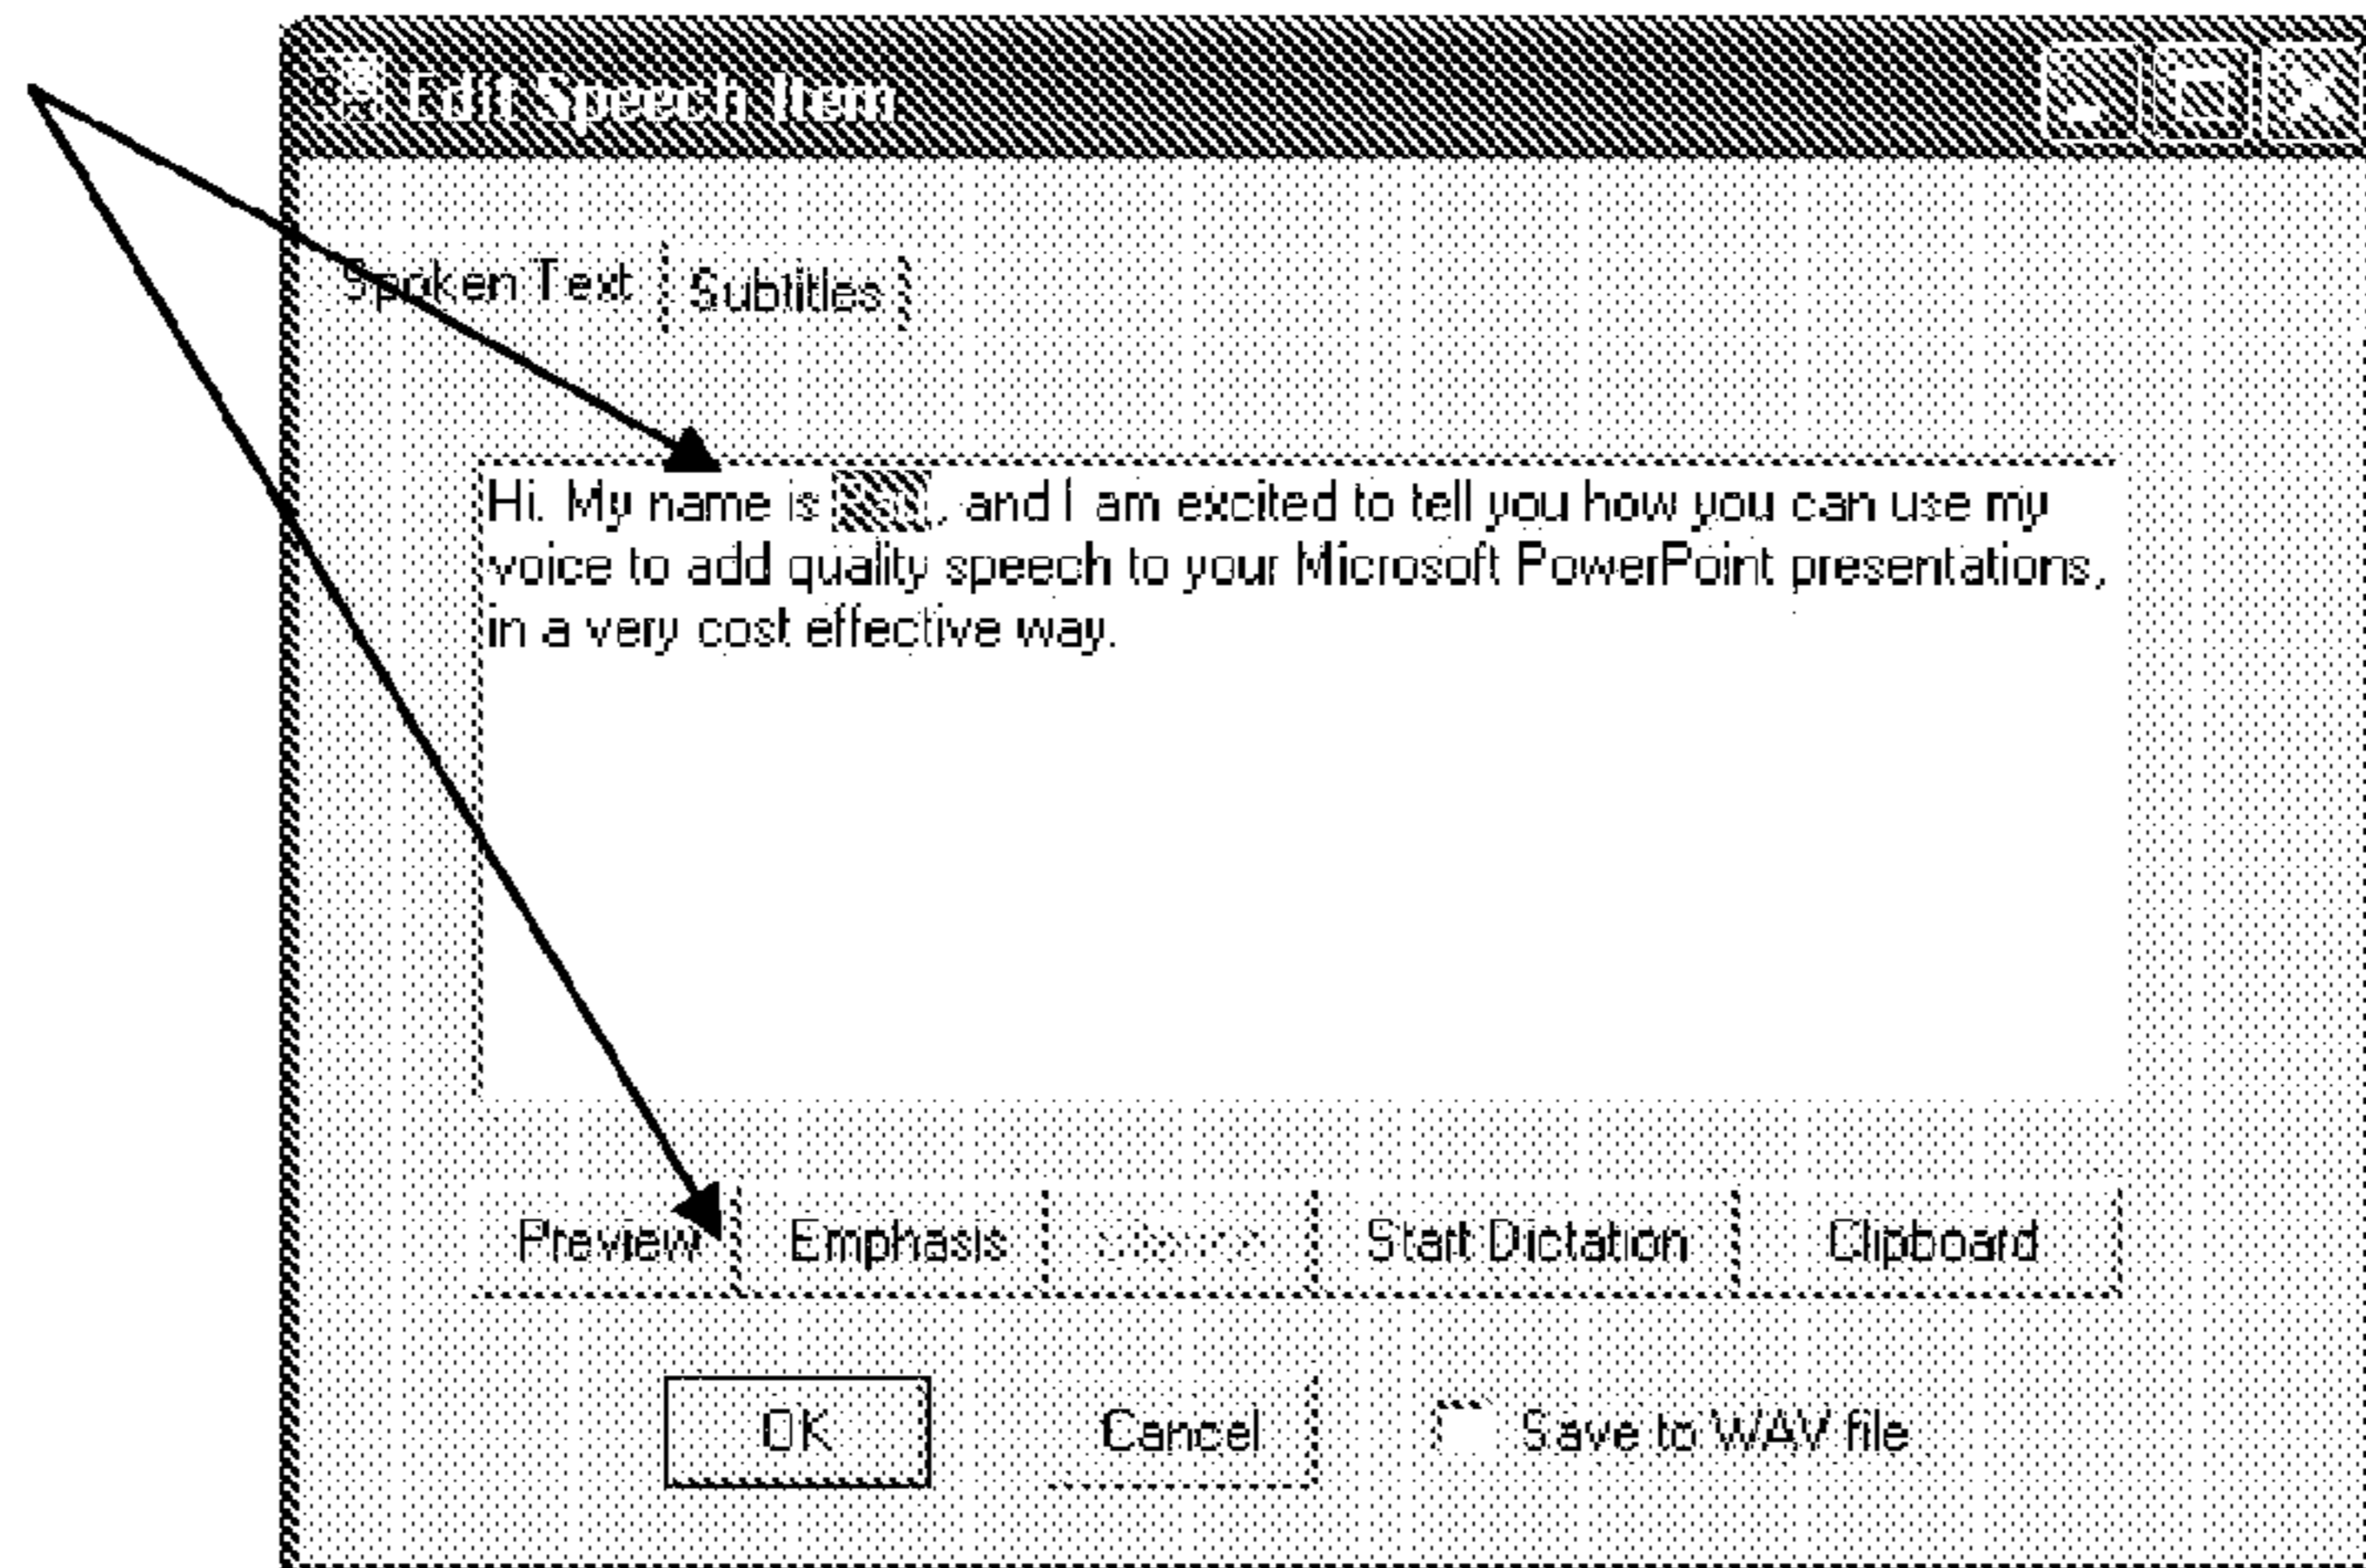 Edit Speech Item
Spoken Text Subtitles
Hi. My name is , and I am excited to tell you how you can use my
voice to add quality speech to your Microsoft PowerPoint presentations,
in a very cost effective way.
Preview Emphasis Start Dictation Clipboard
OK Cancel Save to WAV file